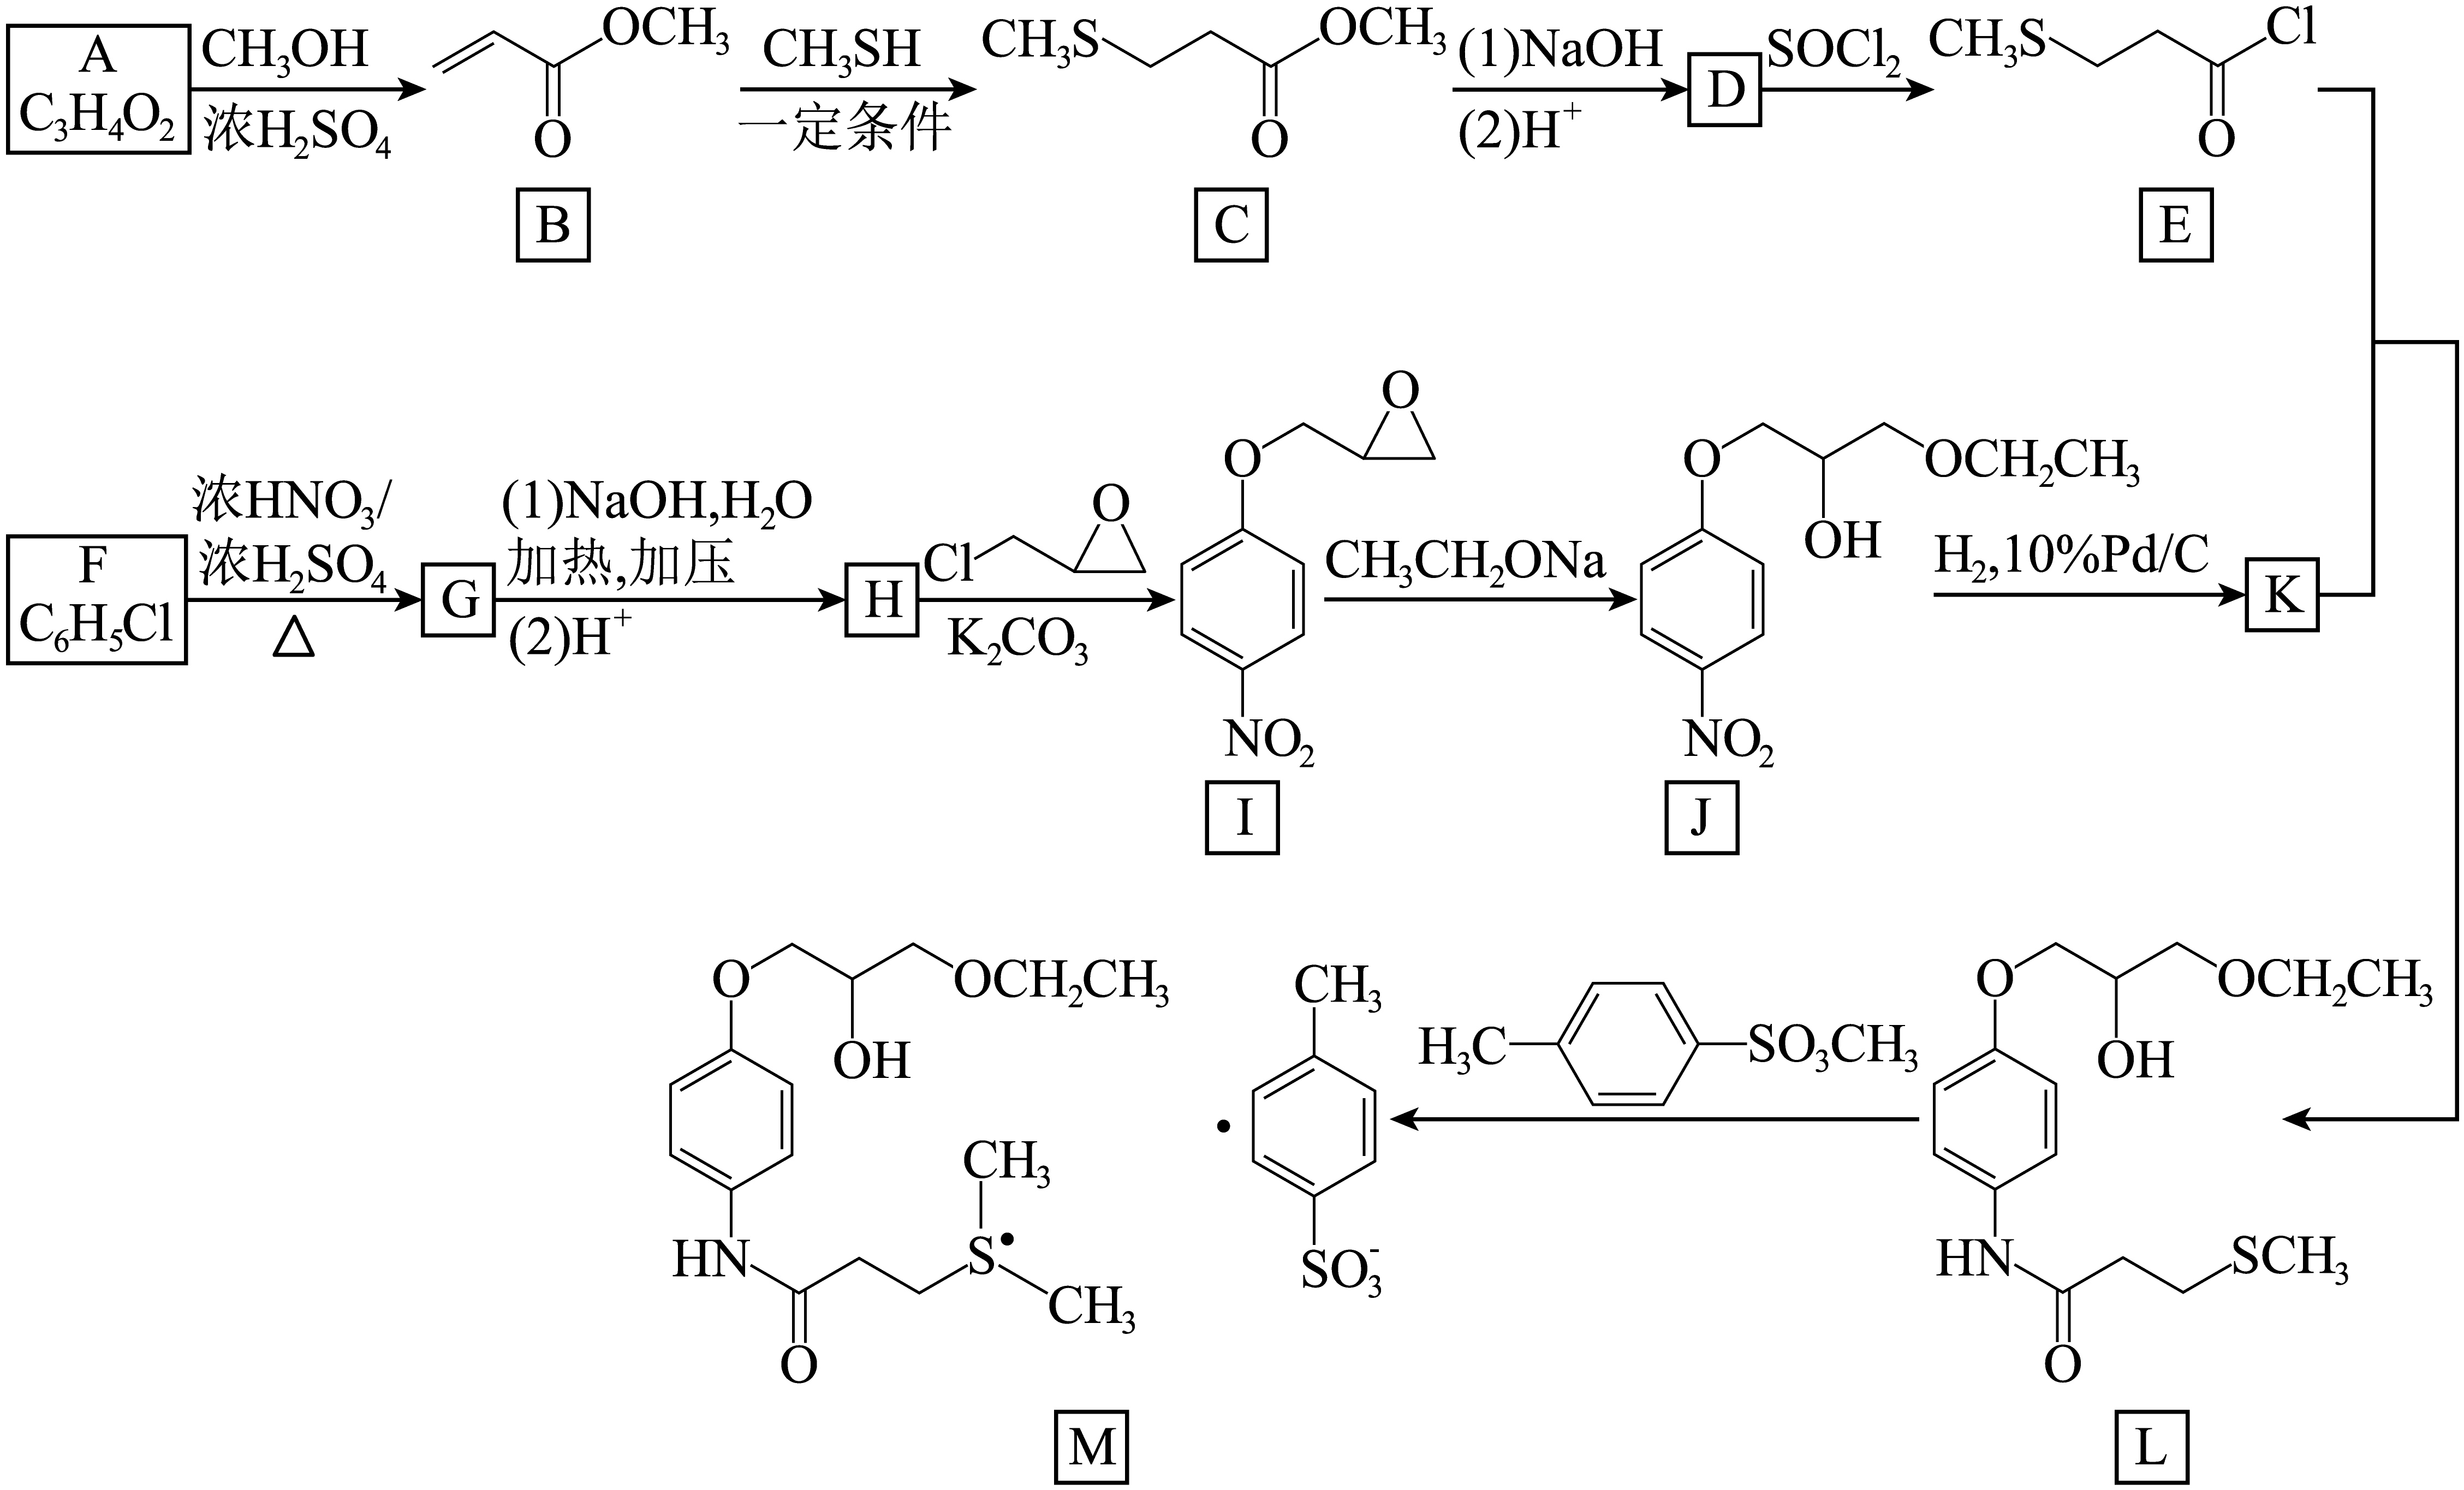 A
C₃H₄O₂
CH₃OH
浓H₂SO₄
OCH₃
O
B
CH₃SH
一定条件
CH₃S
OCH₃
O
C
(1)NaOH
(2)H⁺
D
SOCl₂
CH₃S
Cl
O
E
F
C₆H₅Cl
浓HNO₃/
浓H₂SO₄
△
G
(1)NaOH,H₂O
加热,加压
(2)H⁺
H
Cl
O
K₂CO₃
O
O
NO₂
I
CH₃CH₂ONa
O
OCH₂CH₃
OH
NO₂
J
H₂,10%Pd/C
K
O
OCH₂CH₃
OH
HN
O
S•
CH₃
CH₃
•
CH₃
SO₃⁻
M
H₃C
SO₃CH₃
O
OCH₂CH₃
OH
HN
O
SCH₃
L